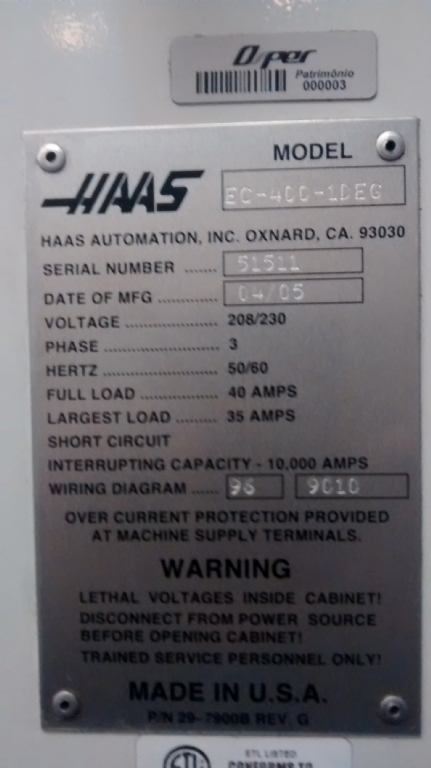 Oxper
Patrimônio
000003
MODEL
HAAS EC-400-1DEG
HAAS AUTOMATION, INC. OXNARD, CA. 93030
SERIAL NUMBER ....... 51511
DATE OF MFG ............. 04/05
VOLTAGE .................... 208/230
PHASE ......................... 3
HERTZ ......................... 50/60
FULL LOAD ................. 40 AMPS
LARGEST LOAD ......... 35 AMPS
SHORT CIRCUIT
INTERRUPTING CAPACITY - 10,000 AMPS
WIRING DIAGRAM ...... 96 9010
OVER CURRENT PROTECTION PROVIDED
AT MACHINE SUPPLY TERMINALS.
WARNING
LETHAL VOLTAGES INSIDE CABINET!
DISCONNECT FROM POWER SOURCE
BEFORE OPENING CABINET!
TRAINED SERVICE PERSONNEL ONLY!
MADE IN U.S.A.
P/N 29-7900B REV. G
ETL LISTED
CONFORMS TO